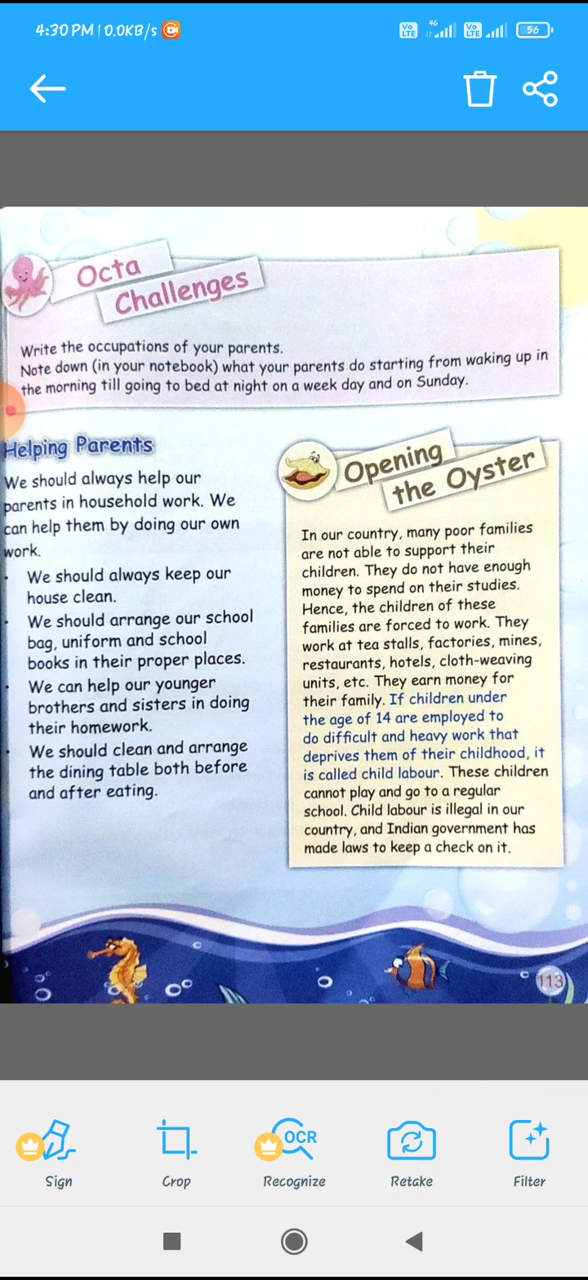 4:30 PM | 0.0KB/s
Vo LTE 4G Vo LTE 56
Octa
Challenges
Write the occupations of your parents.
Note down (in your notebook) what your parents do starting from waking up in
the morning till going to bed at night on a week day and on Sunday.
Helping Parents
We should always help our
parents in household work. We
can help them by doing our own
work.
• We should always keep our
house clean.
• We should arrange our school
bag, uniform and school
books in their proper places.
• We can help our younger
brothers and sisters in doing
their homework.
• We should clean and arrange
the dining table both before
and after eating.
Opening
the Oyster
In our country, many poor families
are not able to support their
children. They do not have enough
money to spend on their studies.
Hence, the children of these
families are forced to work. They
work at tea stalls, factories, mines,
restaurants, hotels, cloth-weaving
units, etc. They earn money for
their family. If children under
the age of 14 are employed to
do difficult and heavy work that
deprives them of their childhood, it
is called child labour. These children
cannot play and go to a regular
school. Child labour is illegal in our
country, and Indian government has
made laws to keep a check on it.
113
OCR
Sign Crop Recognize Retake Filter